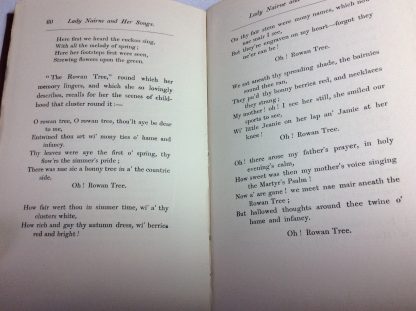 60 Lady Nairne and Her Songs.
Here first we heard the cuckoo sing,
With all the melody of spring;
Here her footsteps first were seen,
Strewing flowers upon the green.
"The Rowan Tree," round which her
memory lingers, and which she so lovingly
describes, recalls for her the scenes of child-
hood that cluster round it:—
O rowan tree, O rowan tree, thou'lt aye be dear
to me,
Entwined thou art wi' mony ties o' hame and
infancy.
Thy leaves were aye the first o' spring, thy
flow'rs the simmer's pride;
There was nae sic a bonny tree in a' the countrie
side.
Oh! Rowan Tree.
How fair wert thou in simmer time, wi' a' thy
clusters white,
How rich and gay thy autumn dress, wi' berries
red and bright!
Lady Nairne and Her Songs.
On thy fair stem were mony names, which now
nae mair I see,
But they're engraven on my heart—forgot they
ne'er can be!
Oh! Rowan Tree.
We sat aneath thy spreading shade, the bairnies
round thee ran,
They pu'd thy bonny berries red, and necklaces
they strung;
My mother! oh! I see her still, she smiled our
sports to see,
Wi' little Jeanie on her lap an' Jamie at her
knee!
Oh! Rowan Tree.
Oh! there arose my father's prayer, in holy
evening's calm,
How sweet was then my mother's voice singing
the Martyr's Psalm!
Now a' are gane! we meet nae mair aneath the
Rowan Tree;
But hallowed thoughts around thee twine o'
hame and infancy.
Oh! Rowan Tree.